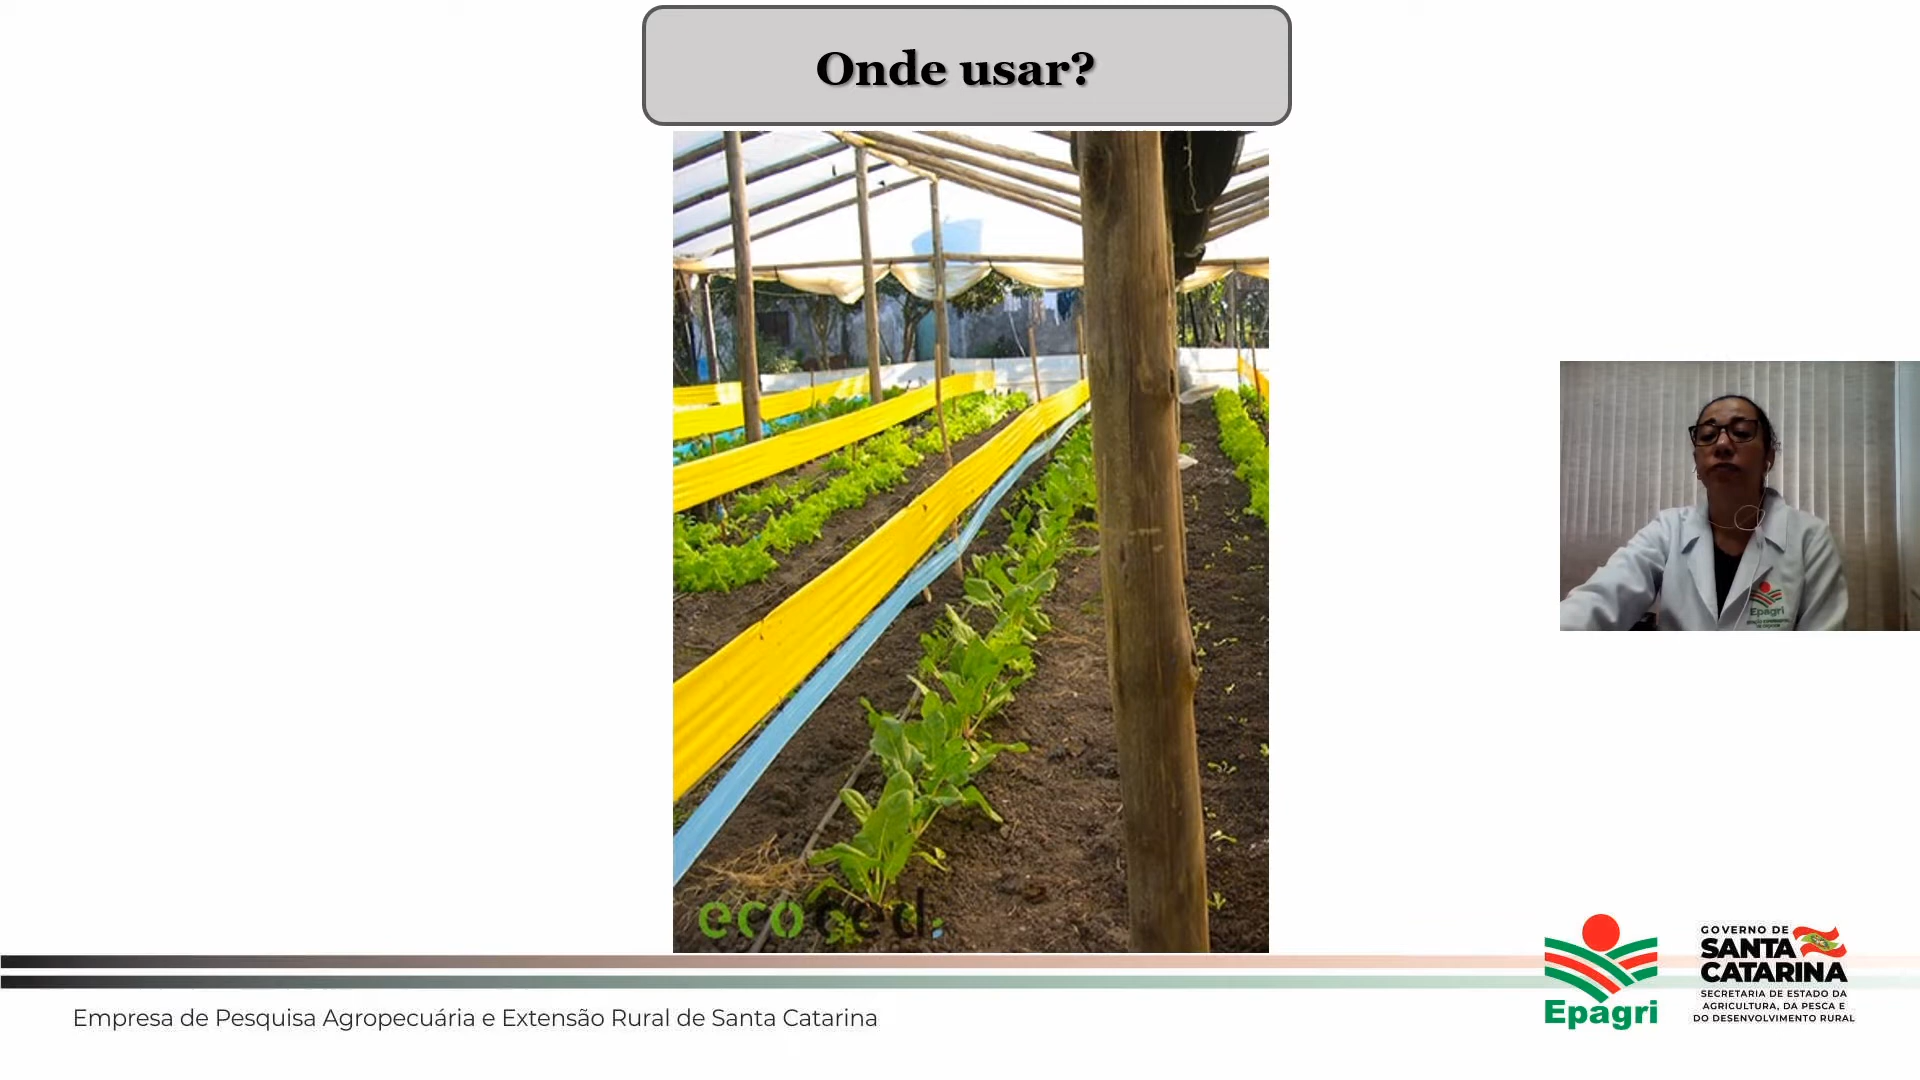 Onde usar?
ecoced
Epagri
Empresa de Pesquisa Agropecuária e Extensão Rural de Santa Catarina
Epagri
GOVERNO DE
SANTA
CATARINA
SECRETARIA DE ESTADO DA
AGRICULTURA, DA PESCA E
DO DESENVOLVIMENTO RURAL